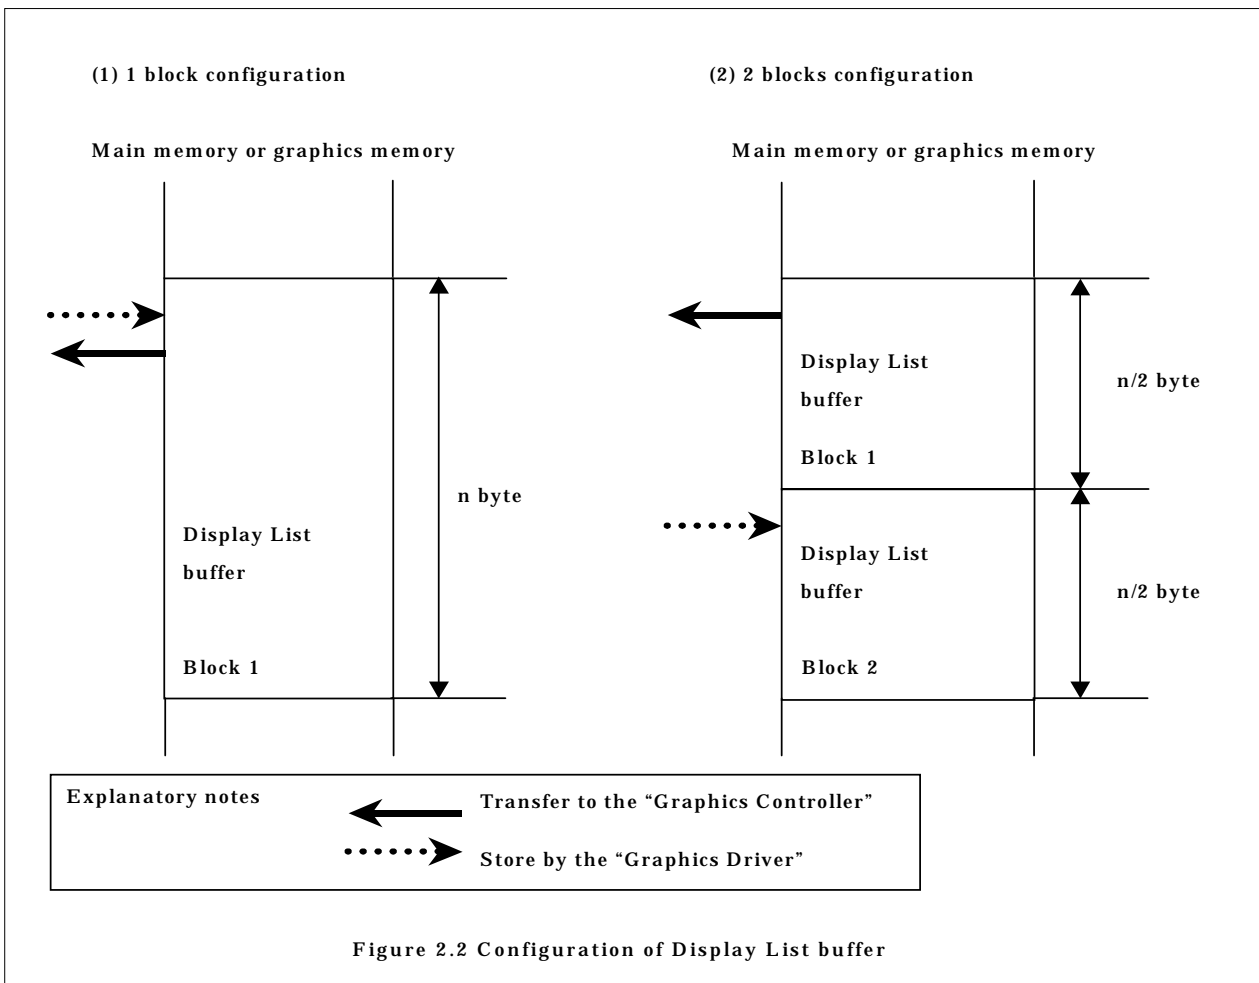 (1) 1 block configuration
Main memory or graphics memory
n byte
Display List
buffer
Block 1
(2) 2 blocks configuration
Main memory or graphics memory
Display List
buffer
Block 1
n/2 byte
Display List
buffer
Block 2
n/2 byte
Explanatory notes
Transfer to the “Graphics Controller”
Store by the “Graphics Driver”
Figure 2.2 Configuration of Display List buffer